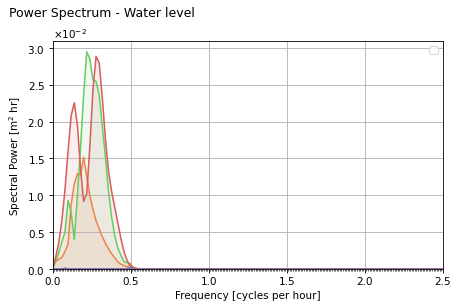 Power Spectrum - Water level
×10⁻²
3.0
2.5
2.0
1.5
1.0
0.5
0.0
Spectral Power [m² hr]
0.0 0.5 1.0 1.5 2.0 2.5
Frequency [cycles per hour]